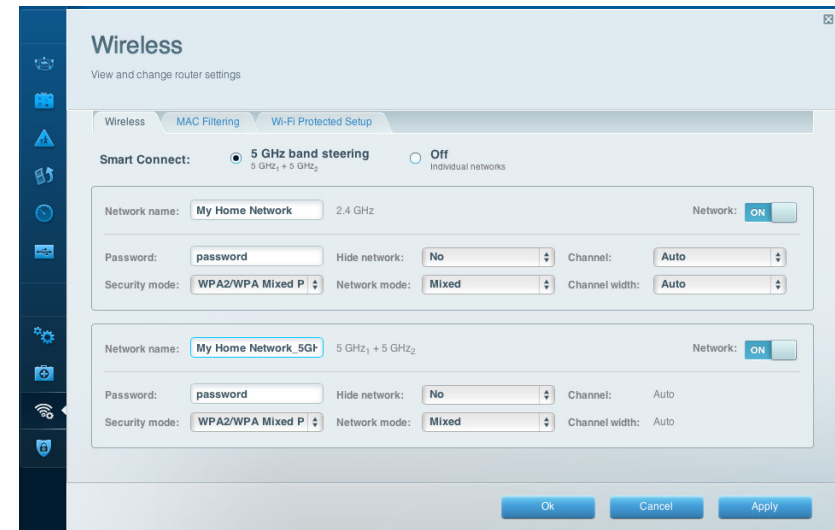 Wireless
View and change router settings
Wireless MAC Filtering Wi-Fi Protected Setup
Smart Connect: 5 GHz band steering Off
5 GHz1 + 5 GHz2 Individual networks
Network name: My Home Network 2.4 GHz Network: ON
Password: password Hide network: No Channel: Auto
Security mode: WPA2/WPA Mixed P Network mode: Mixed Channel width: Auto
Network name: My Home Network_5GH 5 GHz1 + 5 GHz2 Network: ON
Password: password Hide network: No Channel: Auto
Security mode: WPA2/WPA Mixed P Network mode: Mixed Channel width: Auto
Ok Cancel Apply